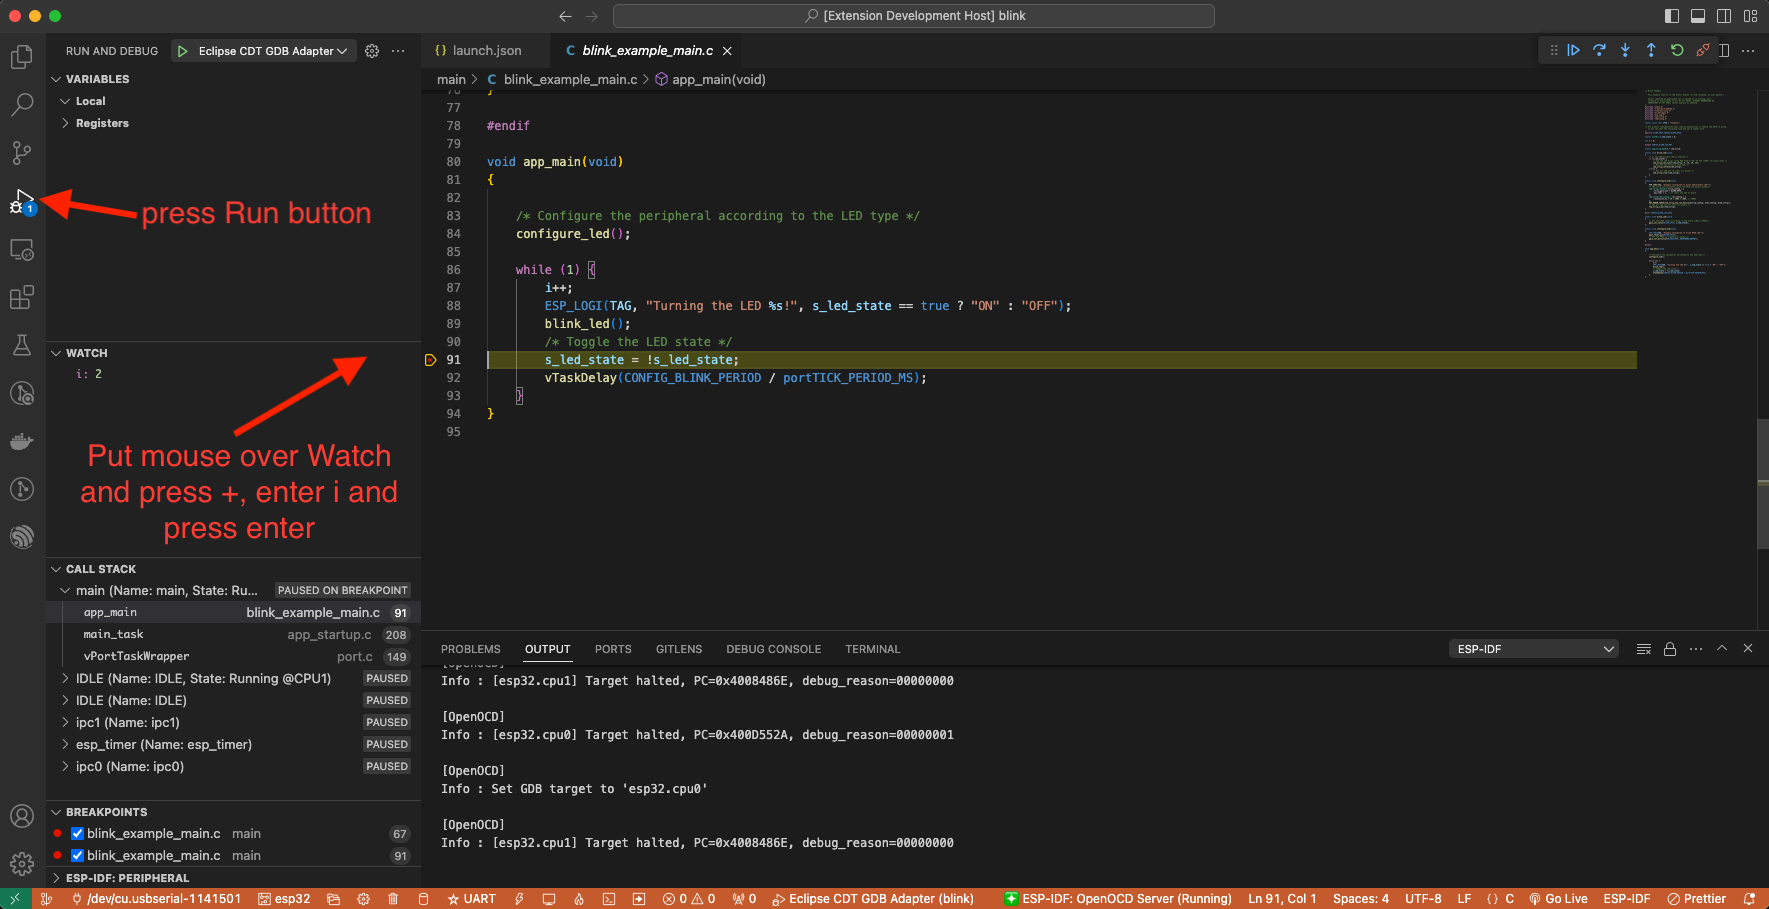 [Extension Development Host] blink
RUN AND DEBUG
Eclipse CDT GDB Adapter
{} launch.json
C blink_example_main.c
main > C blink_example_main.c > app_main(void)
VARIABLES
Local
Registers
press Run button
WATCH
i: 2
Put mouse over Watch
and press +, enter i and
press enter
CALL STACK
main (Name: main, State: Ru... PAUSED ON BREAKPOINT
app_main blink_example_main.c 91
main_task app_startup.c 208
vPortTaskWrapper port.c 149
IDLE (Name: IDLE, State: Running @CPU1) PAUSED
IDLE (Name: IDLE) PAUSED
ipc1 (Name: ipc1) PAUSED
esp_timer (Name: esp_timer) PAUSED
ipc0 (Name: ipc0) PAUSED
BREAKPOINTS
blink_example_main.c main 67
blink_example_main.c main 91
ESP-IDF: PERIPHERAL
76 }
77
78 #endif
79
80 void app_main(void)
81 {
82
83 /* Configure the peripheral according to the LED type */
84 configure_led();
85
86 while (1) {
87 i++;
88 ESP_LOGI(TAG, "Turning the LED %s!", s_led_state == true ? "ON" : "OFF");
89 blink_led();
90 /* Toggle the LED state */
91 s_led_state = !s_led_state;
92 vTaskDelay(CONFIG_BLINK_PERIOD / portTICK_PERIOD_MS);
93 }
94 }
95
PROBLEMS OUTPUT PORTS GITLENS DEBUG CONSOLE TERMINAL
ESP-IDF
[OpenOCD]
Info : [esp32.cpu1] Target halted, PC=0x4008486E, debug_reason=00000000
[OpenOCD]
Info : [esp32.cpu0] Target halted, PC=0x400D552A, debug_reason=00000001
[OpenOCD]
Info : Set GDB target to 'esp32.cpu0'
[OpenOCD]
Info : [esp32.cpu1] Target halted, PC=0x4008486E, debug_reason=00000000
1
/dev/cu.usbserial-1141501 esp32 UART 0 0 0 Eclipse CDT GDB Adapter (blink) ESP-IDF: OpenOCD Server (Running) Ln 91, Col 1 Spaces: 4 UTF-8 LF {} C Go Live ESP-IDF Prettier